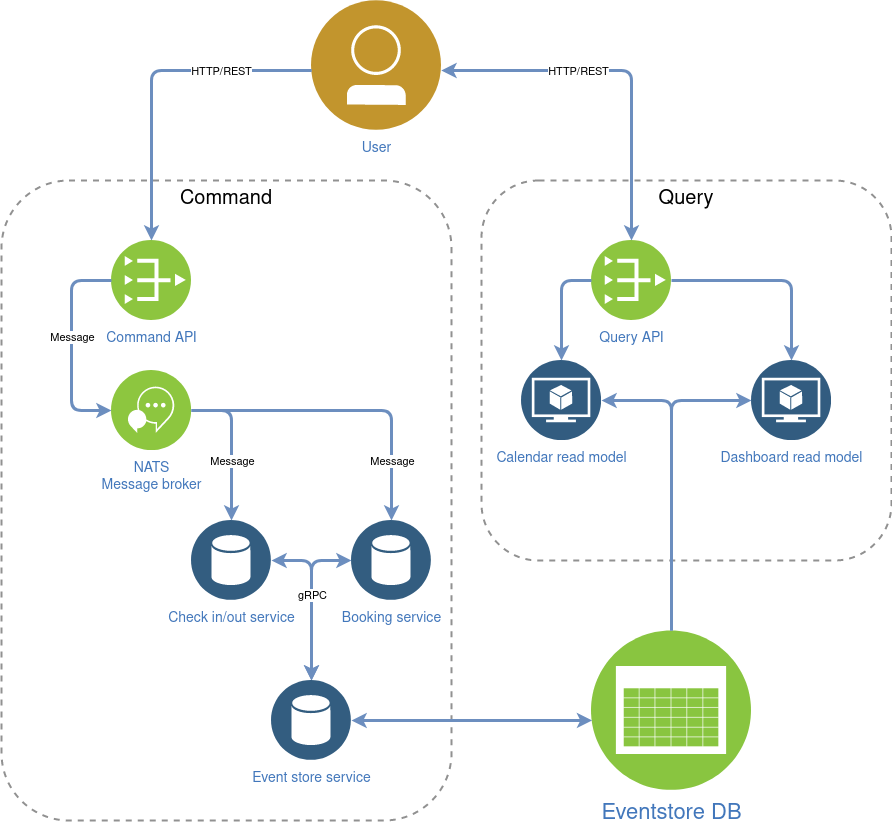 HTTP/REST
HTTP/REST
User
Command
Query
Message
Command API
Query API
NATS
Message broker
Message
Message
Calendar read model
Dashboard read model
gRPC
Check in/out service
Booking service
Event store service
Eventstore DB